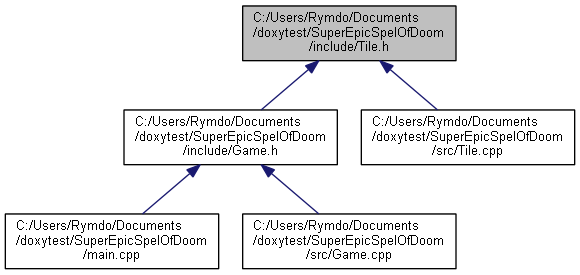 C:/Users/Rymdo/Documents
/doxytest/SuperEpicSpelOfDoom
/include/Tile.h
C:/Users/Rymdo/Documents
/doxytest/SuperEpicSpelOfDoom
/include/Game.h
C:/Users/Rymdo/Documents
/doxytest/SuperEpicSpelOfDoom
/src/Tile.cpp
C:/Users/Rymdo/Documents
/doxytest/SuperEpicSpelOfDoom
/main.cpp
C:/Users/Rymdo/Documents
/doxytest/SuperEpicSpelOfDoom
/src/Game.cpp